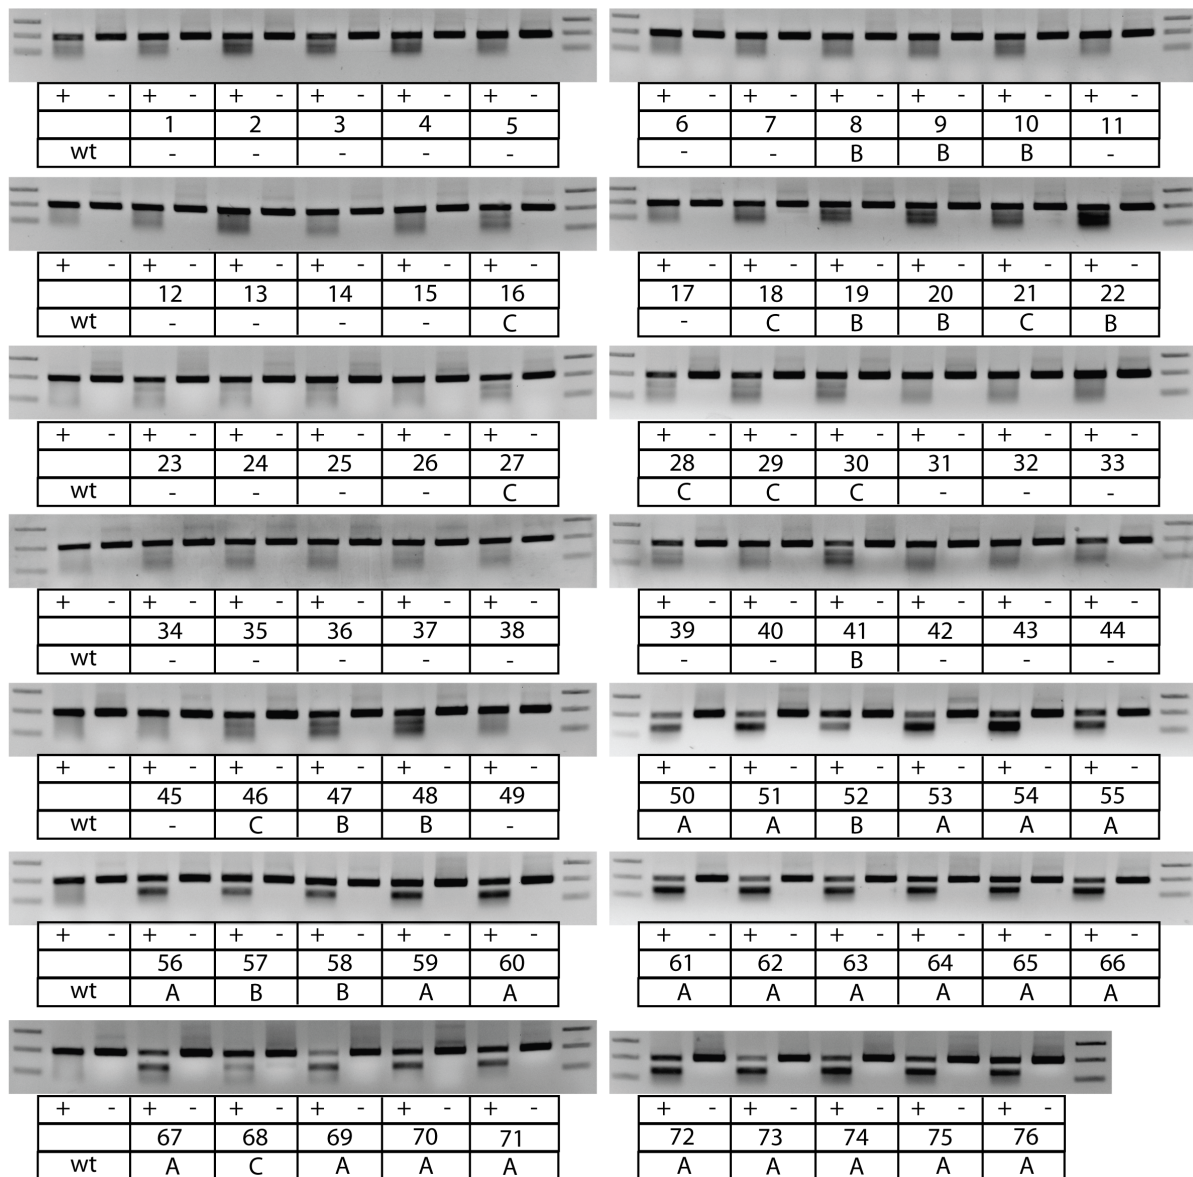 + - + - + - + - + - + -
1 2 3 4 5
wt - - - - -
+ - + - + - + - + - + -
6 7 8 9 10 11
- - B B B -
+ - + - + - + - + - + -
12 13 14 15 16
wt - - - - C
+ - + - + - + - + - + -
17 18 19 20 21 22
- C B B C B
+ - + - + - + - + - + -
23 24 25 26 27
wt - - - - C
+ - + - + - + - + - + -
28 29 30 31 32 33
C C C - - -
+ - + - + - + - + - + -
34 35 36 37 38
wt - - - - -
+ - + - + - + - + - + -
39 40 41 42 43 44
- - B - - -
+ - + - + - + - + - + -
45 46 47 48 49
wt - C B B -
+ - + - + - + - + - + -
50 51 52 53 54 55
A A B A A A
+ - + - + - + - + - + -
56 57 58 59 60
wt A B B A A
+ - + - + - + - + - + -
61 62 63 64 65 66
A A A A A A
+ - + - + - + - + - + -
67 68 69 70 71
wt A C A A A
+ - + - + - + - + -
72 73 74 75 76
A A A A A